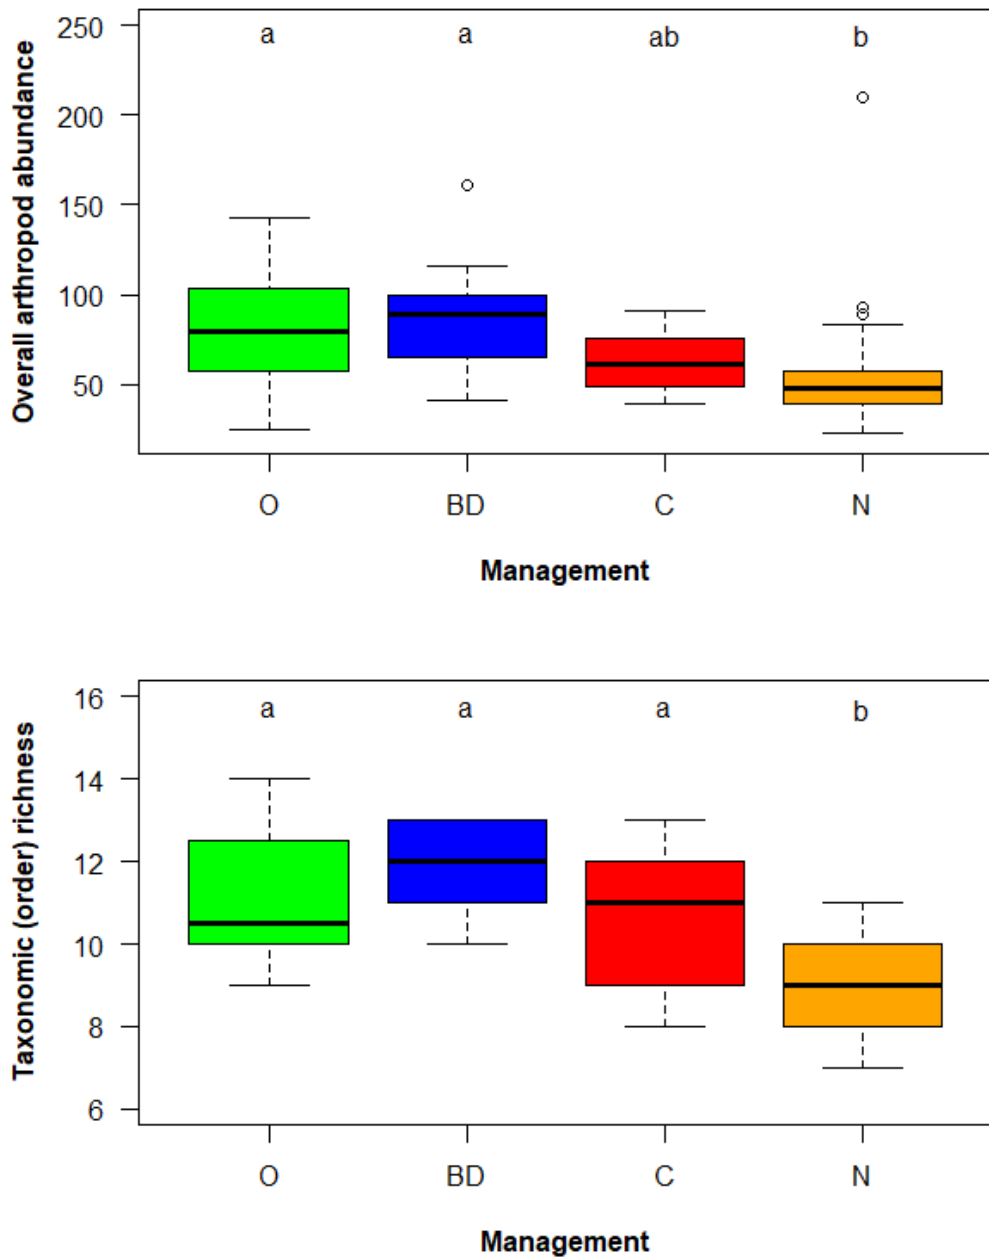 Overall arthropod abundance
250
200
150
100
50
a a ab b
O BD C N
Management
Taxonomic (order) richness
16
14
12
10
8
6
a a a b
O BD C N
Management